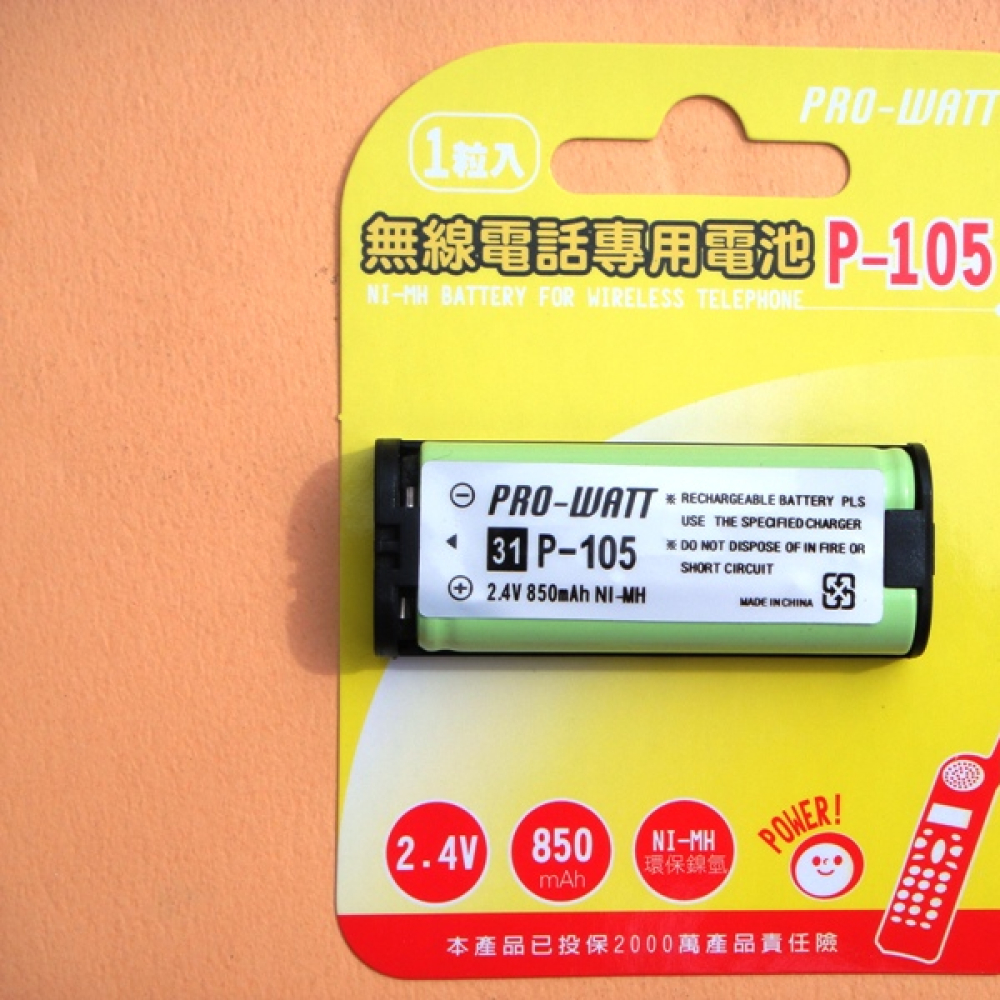 PRO-WATT
1粒入
無線電話專用電池 P-105
NI-MH BATTERY FOR WIRELESS TELEPHONE
⊖ PRO-WATT
31 P-105
⊕ 2.4V 850mAh NI-MH
※ RECHARGEABLE BATTERY PLS
USE THE SPECIFIED CHARGER
※ DO NOT DISPOSE OF IN FIRE OR
SHORT CIRCUIT
MADE IN CHINA
2.4V
850
mAh
NI-MH
環保鎳氫
POWER!
本產品已投保2000萬產品責任險